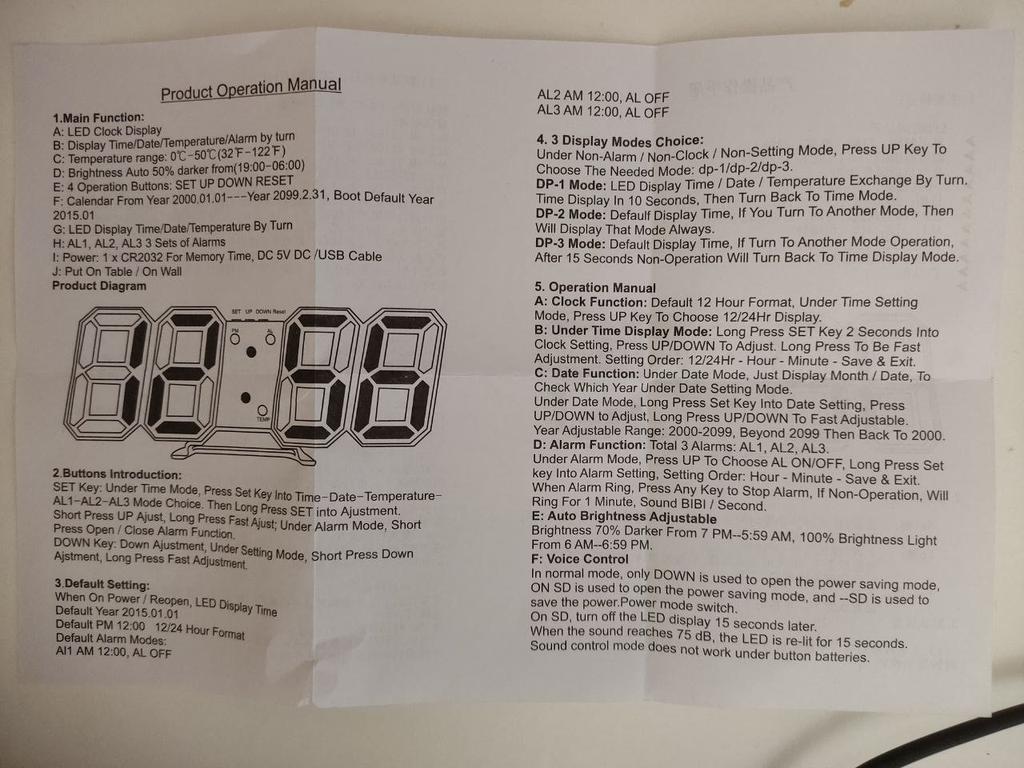 Product Operation Manual
1.Main Function:
A: LED Clock Display
B: Display Time/Date/Temperature/Alarm by turn
C: Temperature range: 0℃-50℃(32℉-122℉)
D: Brightness Auto 50% darker from(19:00-06:00)
E: 4 Operation Buttons: SET UP DOWN RESET
F: Calendar From Year 2000.01.01---Year 2099.2.31, Boot Default Year
2015.01
G: LED Display Time/Date/Temperature By Turn
H: AL1, AL2, AL3 3 Sets of Alarms
I: Power: 1 x CR2032 For Memory Time, DC 5V DC /USB Cable
J: Put On Table / On Wall
Product Diagram
SET UP DOWN Reset
PM AL
TEMP
2.Buttons Introduction:
SET Key: Under Time Mode, Press Set Key Into Time-Date-Temperature-
AL1-AL2-AL3 Mode Choice. Then Long Press SET into Ajustment.
Short Press UP Ajust, Long Press Fast Ajust; Under Alarm Mode, Short
Press Open / Close Alarm Function.
DOWN Key: Down Ajustment, Under Setting Mode, Short Press Down
Ajstment, Long Press Fast Adjustment.
3.Default Setting:
When On Power / Reopen, LED Display Time
Default Year 2015.01.01
Default PM 12:00 12/24 Hour Format
Default Alarm Modes:
Al1 AM 12:00, AL OFF
AL2 AM 12:00, AL OFF
AL3 AM 12:00, AL OFF
4. 3 Display Modes Choice:
Under Non-Alarm / Non-Clock / Non-Setting Mode, Press UP Key To
Choose The Needed Mode: dp-1/dp-2/dp-3.
DP-1 Mode: LED Display Time / Date / Temperature Exchange By Turn.
Time Display In 10 Seconds, Then Turn Back To Time Mode.
DP-2 Mode: Defaulf Display Time, If You Turn To Another Mode, Then
Will Display That Mode Always.
DP-3 Mode: Default Display Time, If Turn To Another Mode Operation,
After 15 Seconds Non-Operation Will Turn Back To Time Display Mode.
5. Operation Manual
A: Clock Function: Default 12 Hour Format, Under Time Setting
Mode, Press UP Key To Choose 12/24Hr Display.
B: Under Time Display Mode: Long Press SET Key 2 Seconds Into
Clock Setting, Press UP/DOWN To Adjust. Long Press To Be Fast
Adjustment. Setting Order: 12/24Hr - Hour - Minute - Save & Exit.
C: Date Function: Under Date Mode, Just Display Month / Date, To
Check Which Year Under Date Setting Mode.
Under Date Mode, Long Press Set Key Into Date Setting, Press
UP/DOWN to Adjust, Long Press UP/DOWN To Fast Adjustable.
Year Adjustable Range: 2000-2099, Beyond 2099 Then Back To 2000.
D: Alarm Function: Total 3 Alarms: AL1, AL2, AL3.
Under Alarm Mode, Press UP To Choose AL ON/OFF, Long Press Set
key Into Alarm Setting, Setting Order: Hour - Minute - Save & Exit.
When Alarm Ring, Press Any Key to Stop Alarm, If Non-Operation, Will
Ring For 1 Minute, Sound BIBI / Second.
E: Auto Brightness Adjustable
Brightness 70% Darker From 7 PM--5:59 AM, 100% Brightness Light
From 6 AM--6:59 PM.
F: Voice Control
In normal mode, only DOWN is used to open the power saving mode,
ON SD is used to open the power saving mode, and --SD is used to
save the power.Power mode switch.
On SD, turn off the LED display 15 seconds later.
When the sound reaches 75 dB, the LED is re-lit for 15 seconds.
Sound control mode does not work under button batteries.